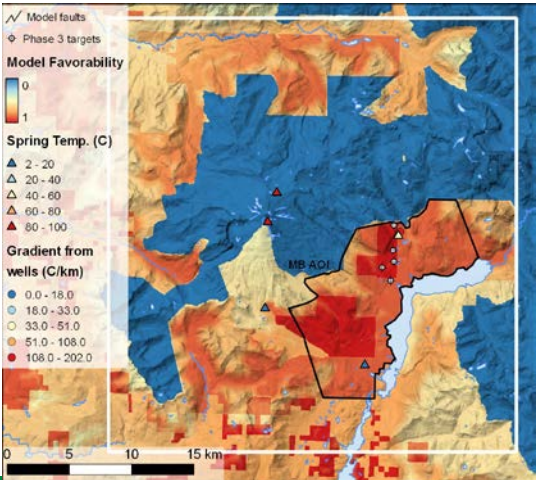 Model faults
Phase 3 targets
Model Favorability
0
1
Spring Temp. (C)
2 - 20
20 - 40
40 - 60
60 - 80
80 - 100
Gradient from
wells (C/km)
0.0 - 18.0
18.0 - 33.0
33.0 - 51.0
51.0 - 108.0
108.0 - 202.0
MB AOI
0
5
10
15 km